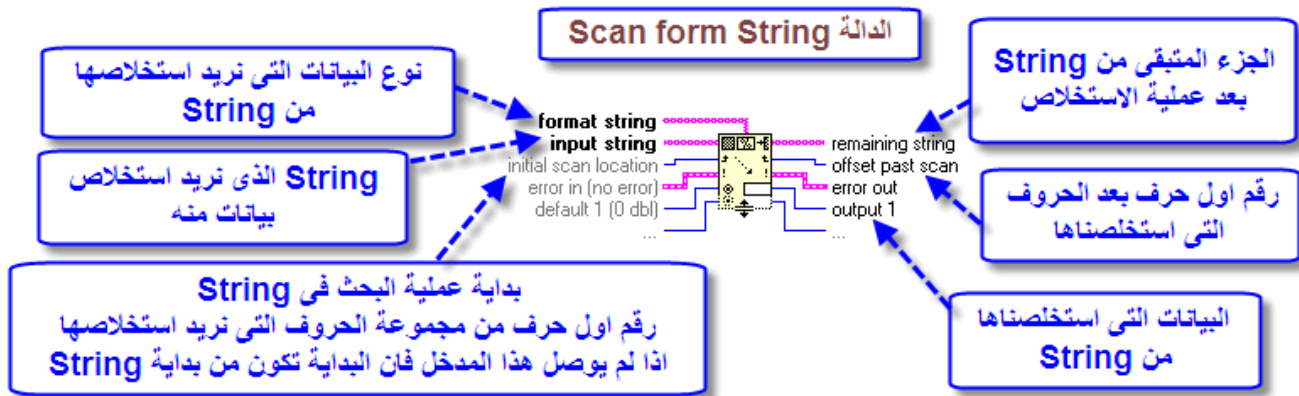 الدالة Scan form String
نوع البيانات التى نريد استخلاصها
من String
String الذى نريد استخلاص
بيانات منه
بداية عملية البحث فى String
رقم اول حرف من مجموعة الحروف التى نريد استخلاصها
اذا لم يوصل هذا المدخل فان البداية تكون من بداية String
format string
input string
initial scan location
error in (no error)
default 1 (0 dbl)
...
remaining string
offset past scan
error out
output 1
...
الجزء المتبقى من String
بعد عملية الاستخلاص
رقم اول حرف بعد الحروف
التى استخلصناها
البيانات التى استخلصناها
من String